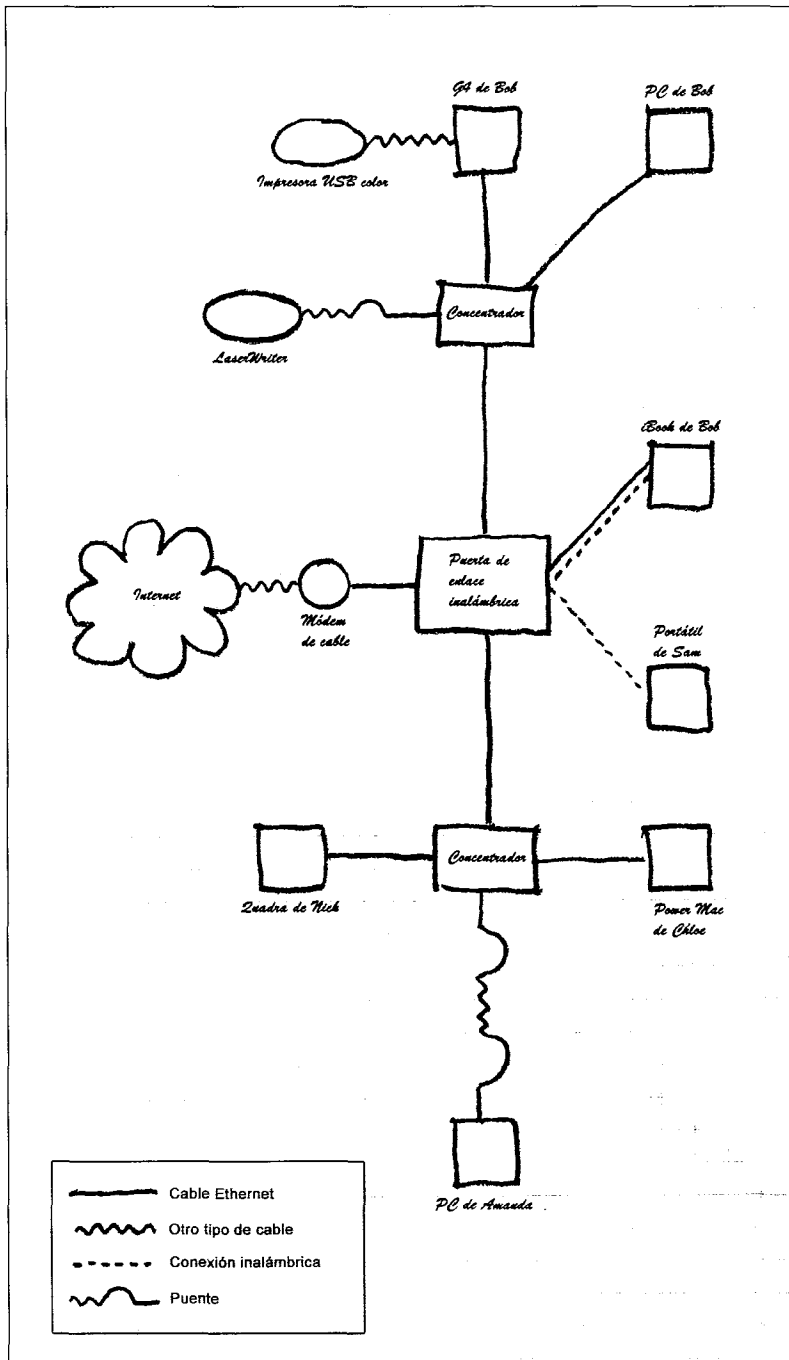 G4 de Bob
PC de Bob
Impresora USB color
Concentrador
LaserWriter
iBook de Bob
Internet
Módem
de cable
Puerta de
enlace
inalámbrica
Portátil
de Sam
Concentrador
Quadra de Nick
Power Mac
de Chloe
PC de Amanda
Cable Ethernet
Otro tipo de cable
Conexión inalámbrica
Puente